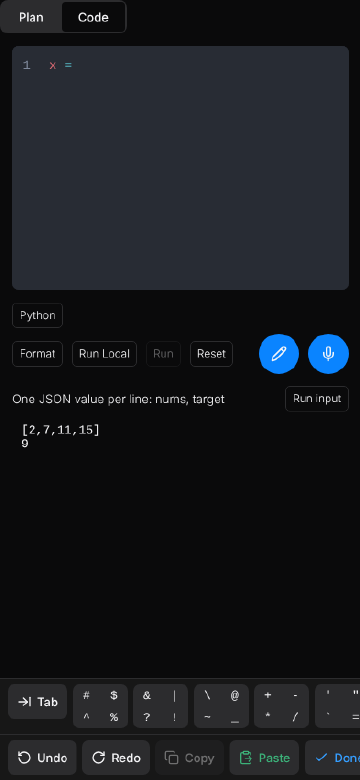 Plan Code
1 x =
Python
Format Run Local Run Reset
One JSON value per line: nums, target Run input
[2,7,11,15]
9
Tab # $ & | \ @ + - ' "
^ % ? ! ~ _ * / ` =
Undo Redo Copy Paste Done